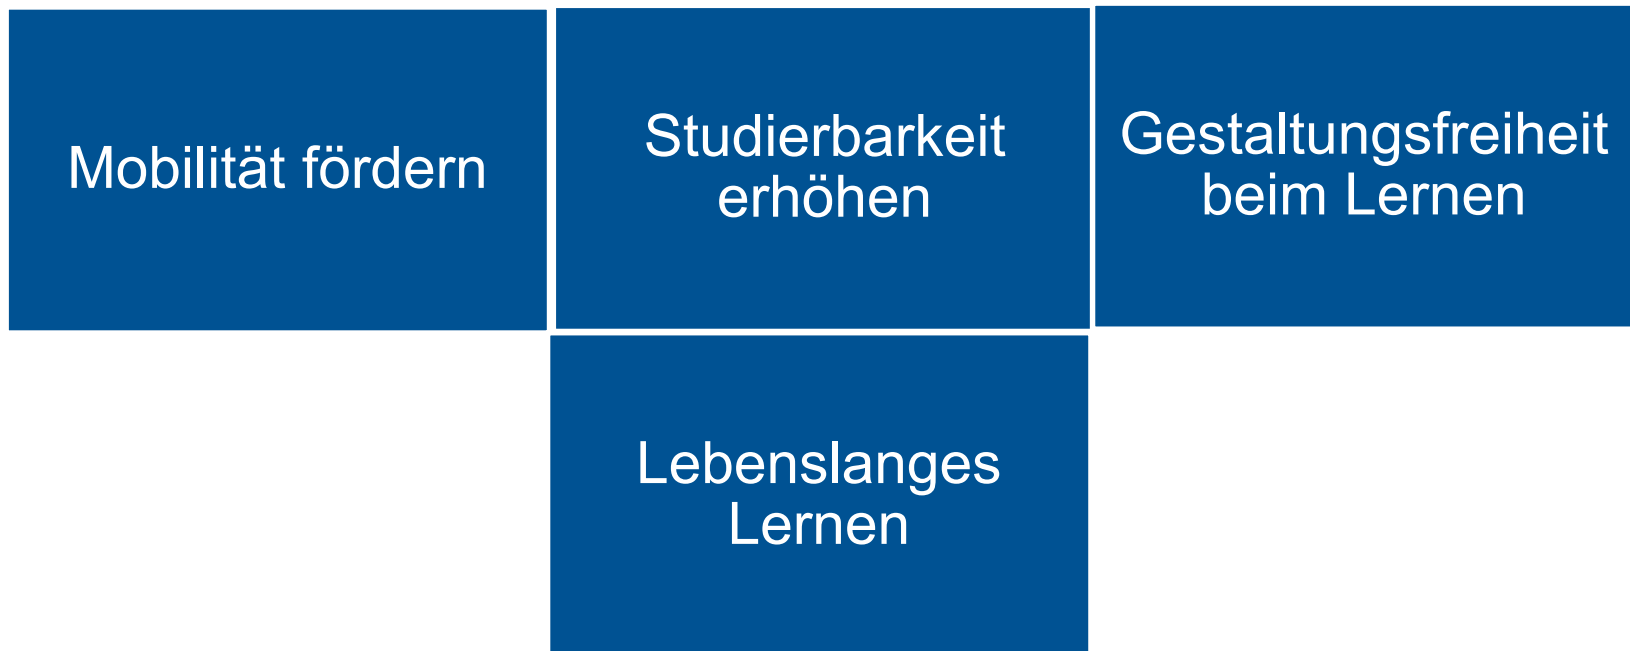 Mobilität fördern
Studierbarkeit
erhöhen
Gestaltungsfreiheit
beim Lernen
Lebenslanges
Lernen